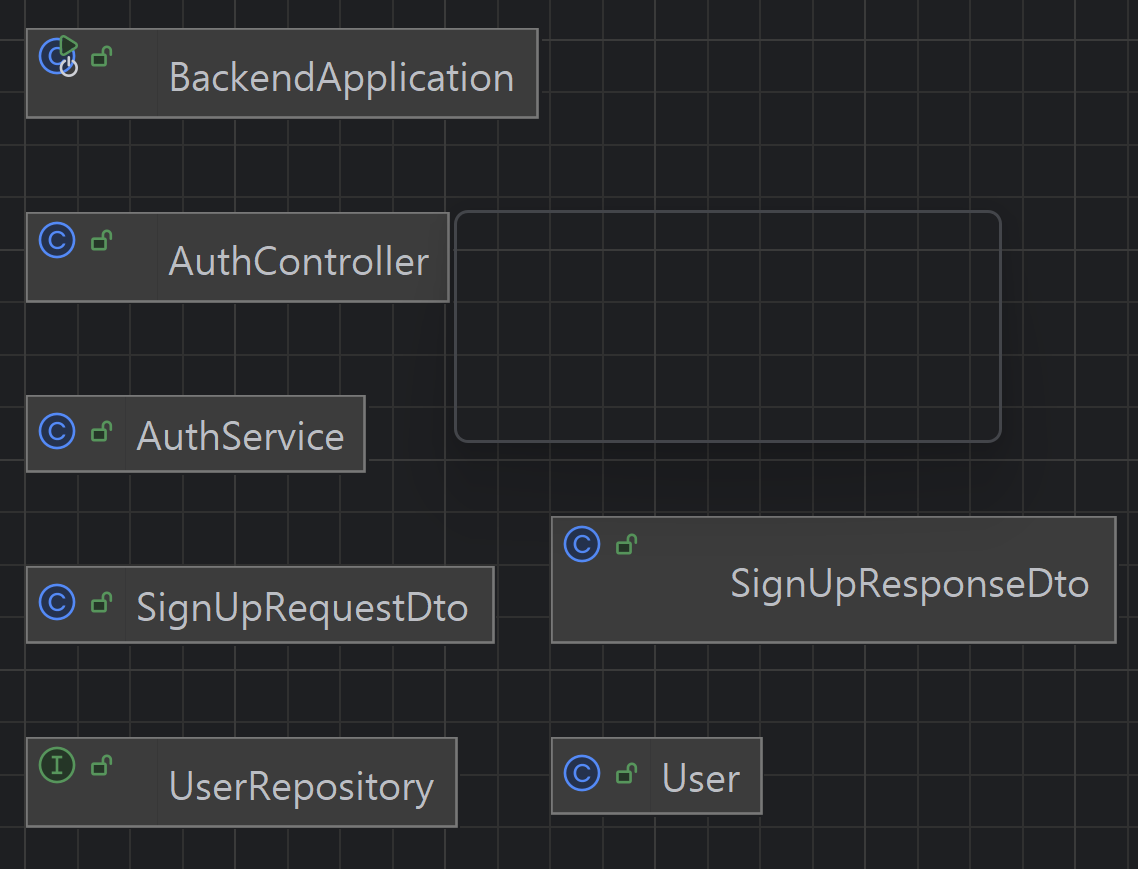 BackendApplication
AuthController
AuthService
SignUpRequestDto
SignUpResponseDto
UserRepository
User